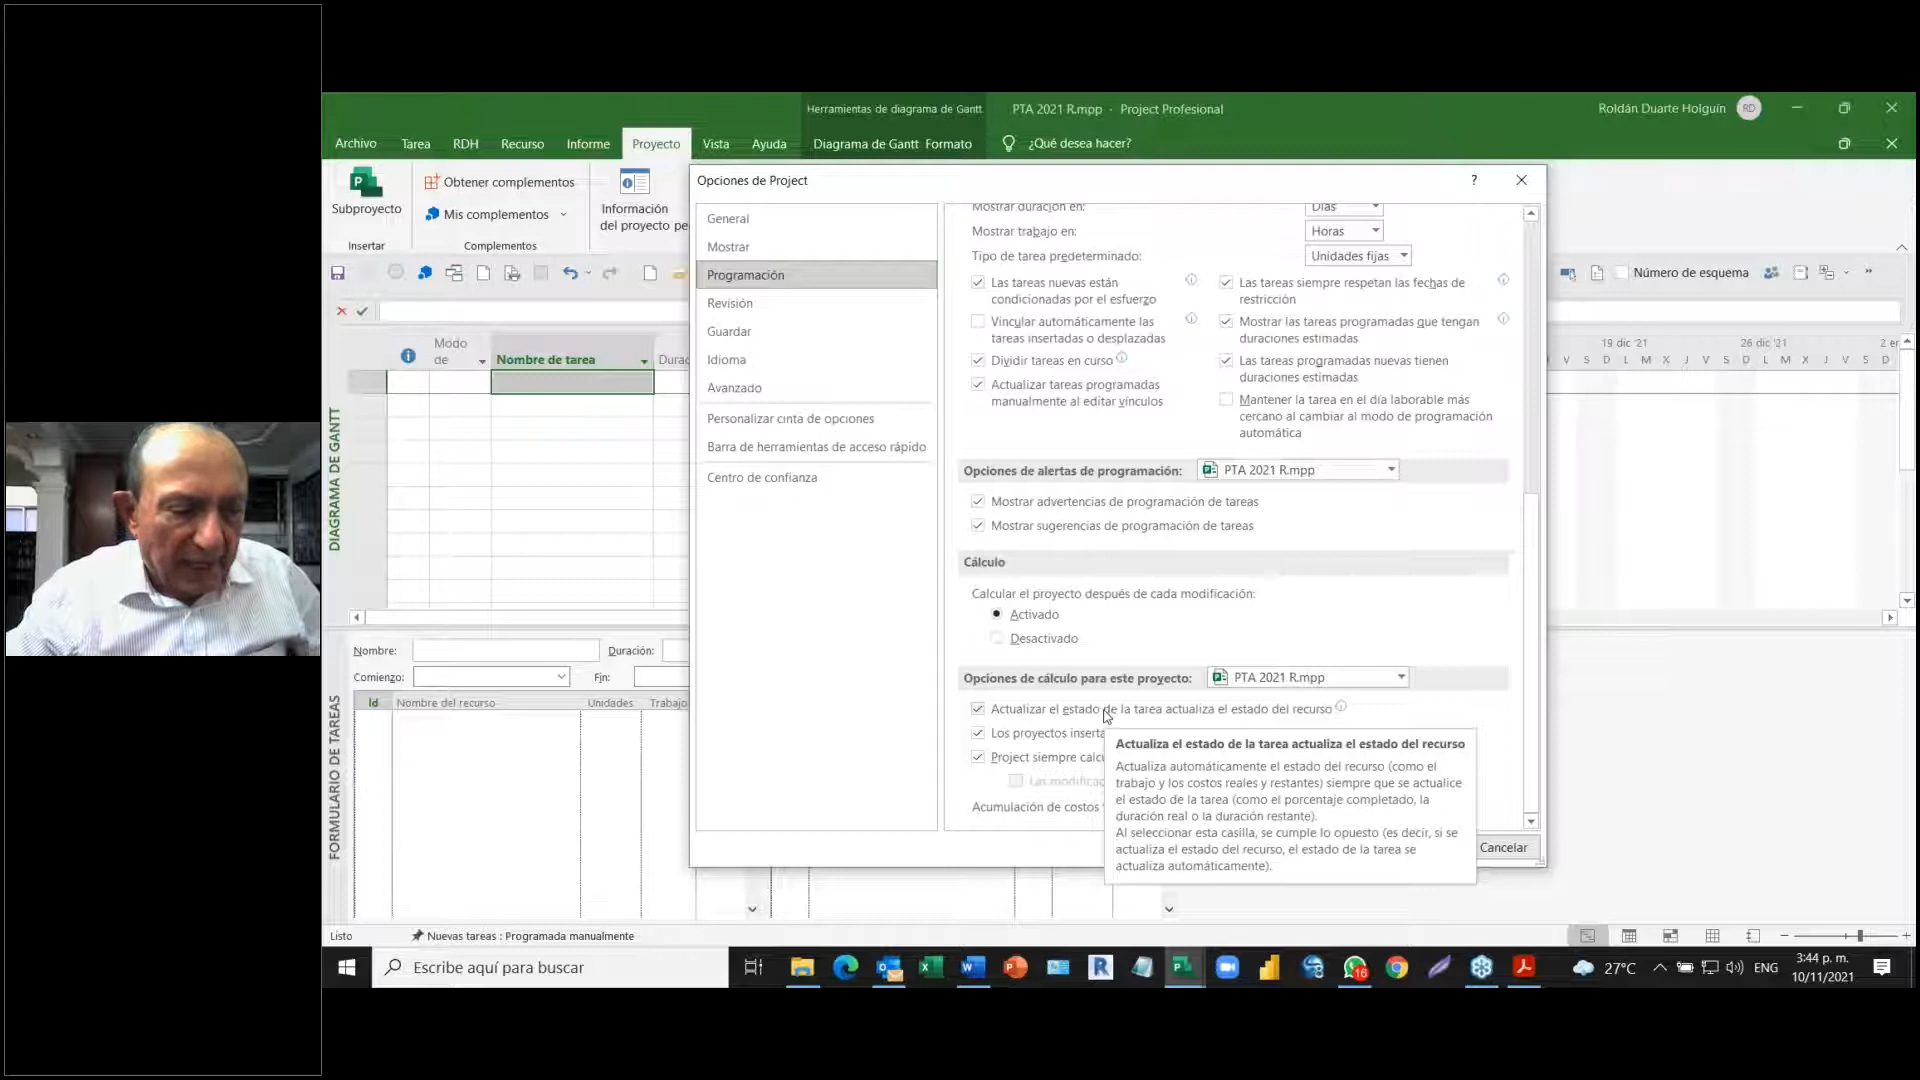 Herramientas de diagrama de Gantt
PTA 2021 R.mpp - Project Profesional
Roldán Duarte Holguín
RD
Archivo
Tarea
RDH
Recurso
Informe
Proyecto
Vista
Ayuda
Diagrama de Gantt
Formato
¿Qué desea hacer?
Subproyecto
Insertar
Obtener complementos
Mis complementos
Complementos
Información
del proyecto
Número de esquema
Opciones de Project
?
General
Mostrar
Programación
Revisión
Guardar
Idioma
Avanzado
Personalizar cinta de opciones
Barra de herramientas de acceso rápido
Centro de confianza
Mostrar duración en:
Días
Mostrar trabajo en:
Horas
Tipo de tarea predeterminado:
Unidades fijas
Las tareas nuevas están
condicionadas por el esfuerzo
Vincular automáticamente las
tareas insertadas o desplazadas
Dividir tareas en curso
Actualizar tareas programadas
manualmente al editar vínculos
Las tareas siempre respetan las fechas de
restricción
Mostrar las tareas programadas que tengan
duraciones estimadas
Las tareas programadas nuevas tienen
duraciones estimadas
Mantener la tarea en el día laborable más
cercano al cambiar al modo de programación
automática
Opciones de alertas de programación:
PTA 2021 R.mpp
Mostrar advertencias de programación de tareas
Mostrar sugerencias de programación de tareas
Cálculo
Calcular el proyecto después de cada modificación:
Activado
Desactivado
Opciones de cálculo para este proyecto:
PTA 2021 R.mpp
Actualizar el estado de la tarea actualiza el estado del recurso
Los proyectos
Project siempre
Las
Acumulación de costos
Actualiza el estado de la tarea actualiza el estado del recurso
Actualiza automáticamente el estado del recurso (como el
trabajo y los costos reales y restantes) siempre que se actualice
el estado de la tarea (como el porcentaje completado, la
duración real o la duración restante).
Al seleccionar esta casilla, se cumple lo opuesto (es decir, si se
actualiza el estado del recurso, el estado de la tarea se
actualiza automáticamente).
Cancelar
Modo
de
Nombre de tarea
DIAGRAMA DE GANTT
19 dic '21
26 dic '21
V S D L M X J V S D L M X J V S D
FORMULARIO DE TAREAS
Nombre:
Duración:
Comienzo:
Fin:
Id
Nombre del recurso
Unidades
Trabajo
Listo
Nuevas tareas : Programada manualmente
Escribe aquí para buscar
16
27°C
ENG
3:44 p. m.
10/11/2021